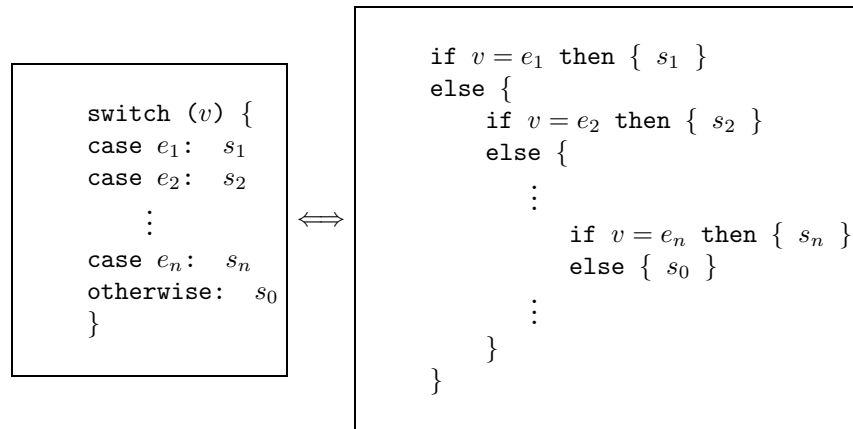 switch (v) {
case e₁: s₁
case e₂: s₂
⋮
case eₙ: sₙ
otherwise: s₀
}
⟺
if v = e₁ then { s₁ }
else {
if v = e₂ then { s₂ }
else {
⋮
if v = eₙ then { sₙ }
else { s₀ }
⋮
}
}